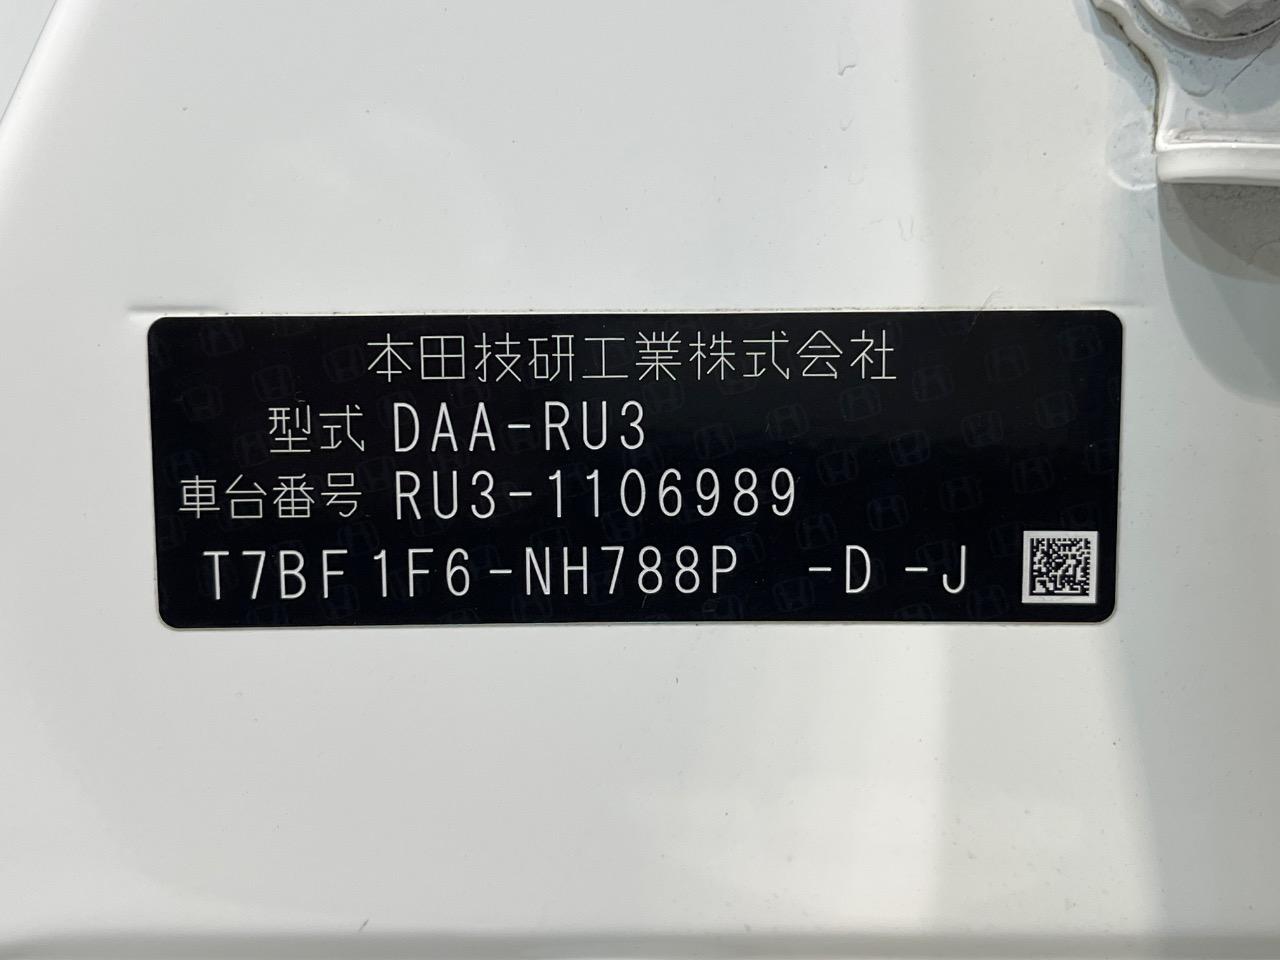 本田技研工業株式会社
型式 DAA-RU3
車台番号 RU3-1106989
T7BF1F6-NH788P -D -J